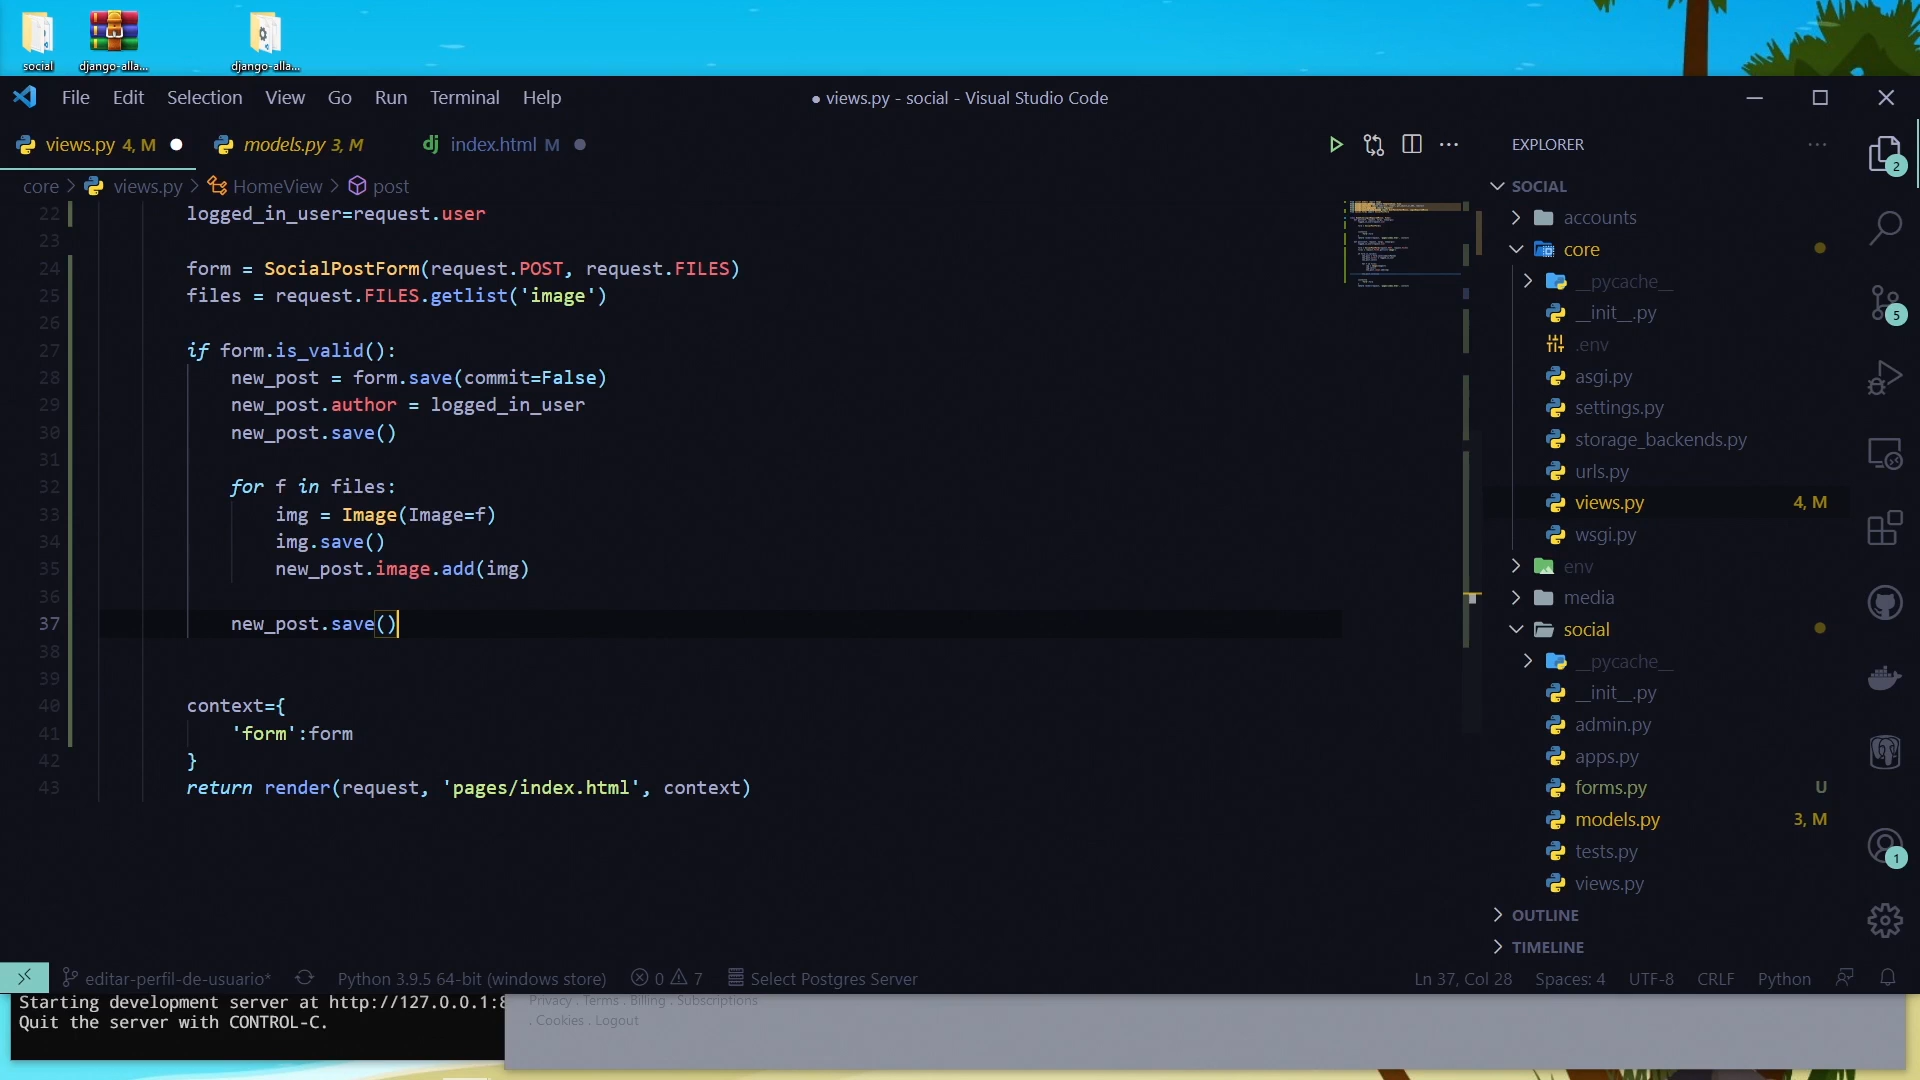 social
django-alla...
django-alla...
File Edit Selection View Go Run Terminal Help
● views.py - social - Visual Studio Code
views.py 4, M
models.py 3, M
index.html M
EXPLORER
core > views.py > HomeView > post
SOCIAL
22 logged_in_user=request.user
23
24 form = SocialPostForm(request.POST, request.FILES)
25 files = request.FILES.getlist('image')
26
27 if form.is_valid():
28 new_post = form.save(commit=False)
29 new_post.author = logged_in_user
30 new_post.save()
31
32 for f in files:
33 img = Image(Image=f)
34 img.save()
35 new_post.image.add(img)
36
37 new_post.save()
38
39
40 context={
41 'form':form
42 }
43 return render(request, 'pages/index.html', context)
accounts
core
__pycache__
__init__.py
.env
asgi.py
settings.py
storage_backends.py
urls.py
views.py 4, M
wsgi.py
env
media
social
__pycache__
__init__.py
admin.py
apps.py
forms.py U
models.py 3, M
tests.py
views.py
OUTLINE
TIMELINE
2
5
1
editar-perfil-de-usuario* Python 3.9.5 64-bit (windows store) 0 7 Select Postgres Server
Ln 37, Col 28 Spaces: 4 UTF-8 CRLF Python
Starting development server at http://127.0.0.1:8
Quit the server with CONTROL-C.
Privacy . Terms . Billing . Subscriptions
. Cookies . Logout